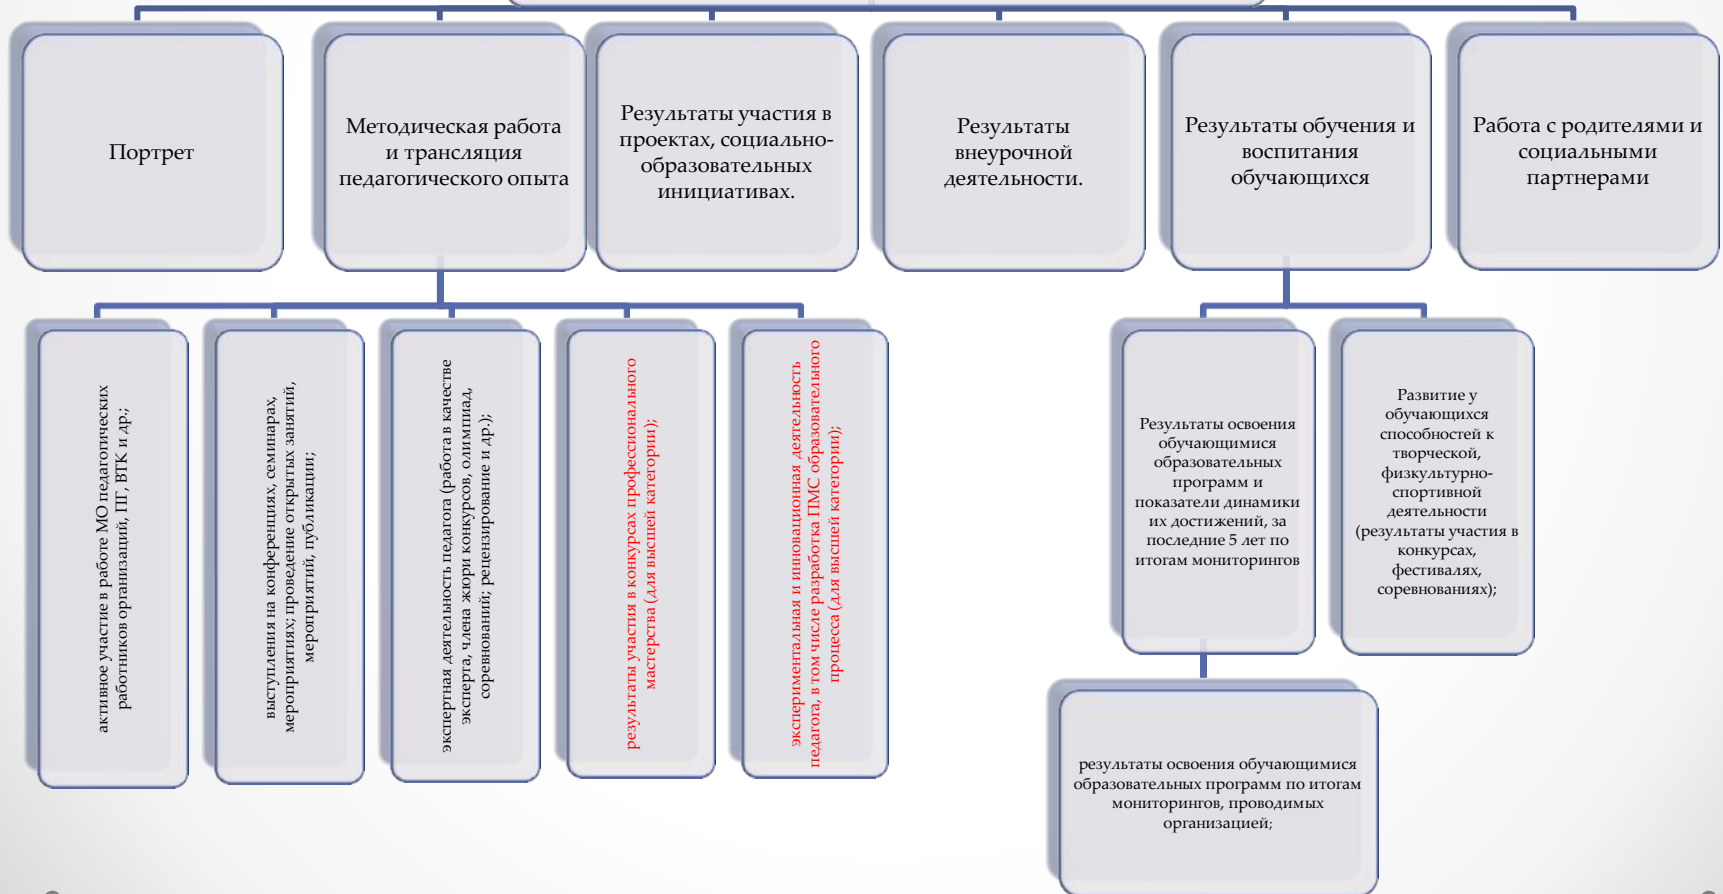 Портрет
Методическая работа
и трансляция
педагогического опыта
Результаты участия в
проектах, социально-
образовательных
инициативах.
Результаты
внеурочной
деятельности.
Результаты обучения и
воспитания
обучающихся
Работа с родителями и
социальными
партнерами
активное участие в работе МО педагогических
работников организаций, ПГ, ВТК и др.;
выступления на конференциях, семинарах,
мероприятиях; проведение открытых занятий,
мероприятий, публикации;
экспертная деятельность педагога (работа в качестве
эксперта, члена жюри конкурсов, олимпиад,
соревнований; рецензирование и др.);
результаты участия в конкурсах профессионального
мастерства (для высшей категории);
экспериментальная и инновационная деятельность
педагога, в том числе разработка ПМС образовательного
процесса (для высшей категории);
Результаты освоения
обучающимися
образовательных
программ и
показатели динамики
их достижений, за
последние 5 лет по
итогам мониторингов
Развитие у
обучающихся
способностей к
творческой,
физкультурно-
спортивной
деятельности
(результаты участия в
конкурсах,
фестивалях,
соревнованиях);
результаты освоения обучающимися
образовательных программ по итогам
мониторингов, проводимых
организацией;